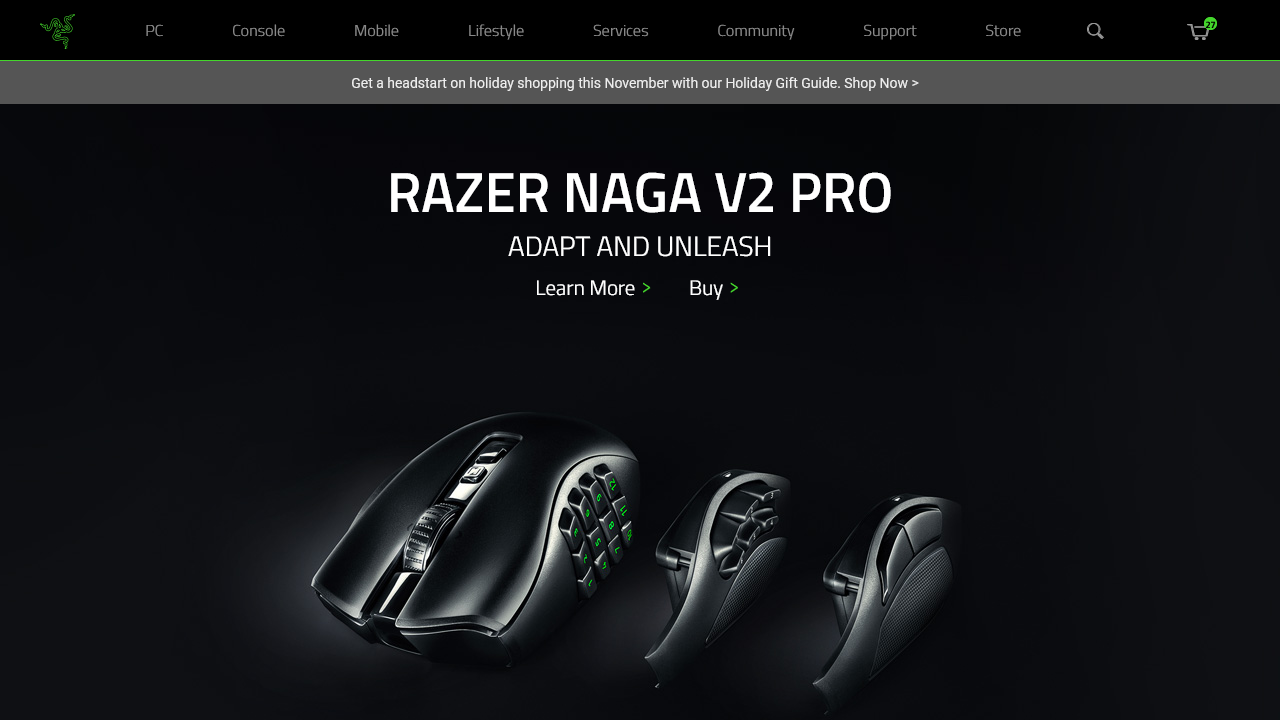 PC Console Mobile Lifestyle Services Community Support Store 27
Get a headstart on holiday shopping this November with our Holiday Gift Guide. Shop Now >
RAZER NAGA V2 PRO
ADAPT AND UNLEASH
Learn More > Buy >